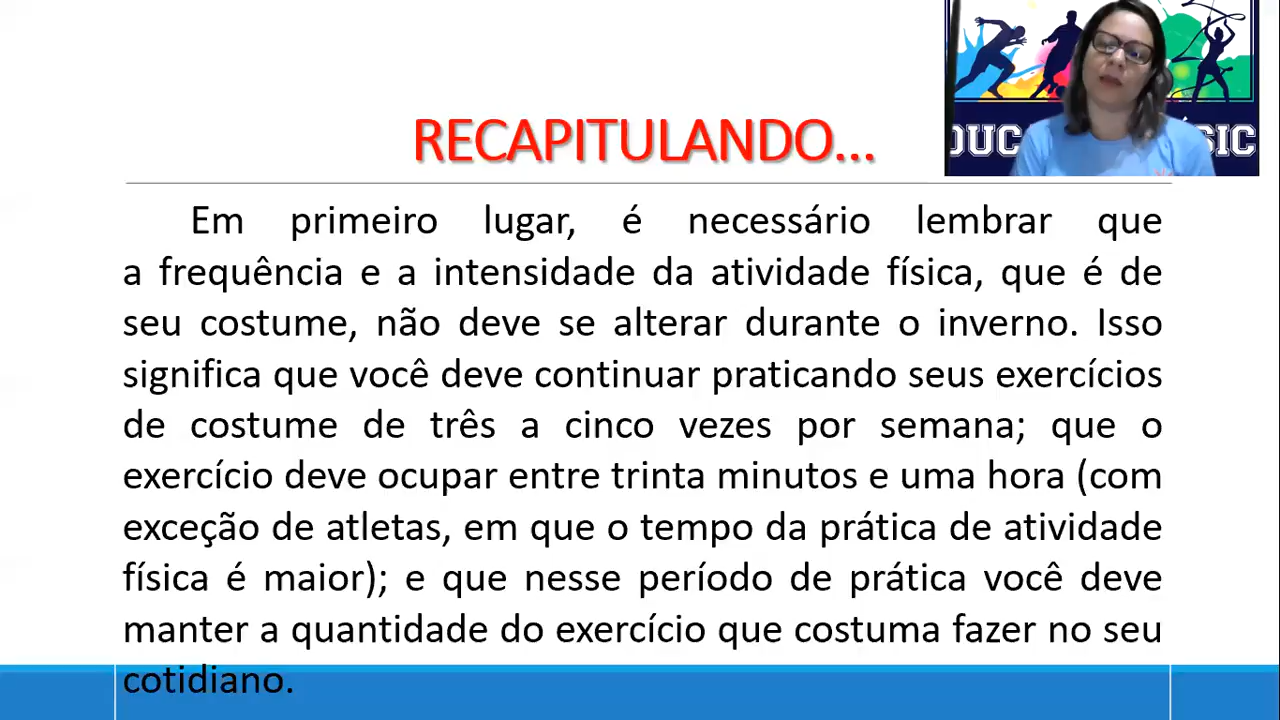 DUCA SIC
RECAPITULANDO...
Em primeiro lugar, é necessário lembrar que
a frequência e a intensidade da atividade física, que é de
seu costume, não deve se alterar durante o inverno. Isso
significa que você deve continuar praticando seus exercícios
de costume de três a cinco vezes por semana; que o
exercício deve ocupar entre trinta minutos e uma hora (com
exceção de atletas, em que o tempo da prática de atividade
física é maior); e que nesse período de prática você deve
manter a quantidade do exercício que costuma fazer no seu
cotidiano.